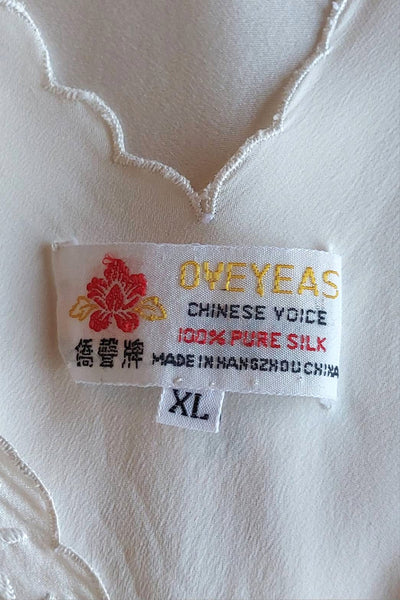 OVEYEAS
CHINESE VOICE
100% PURE SILK
僑聲牌
MADE IN HANGZHOU CHINA
XL